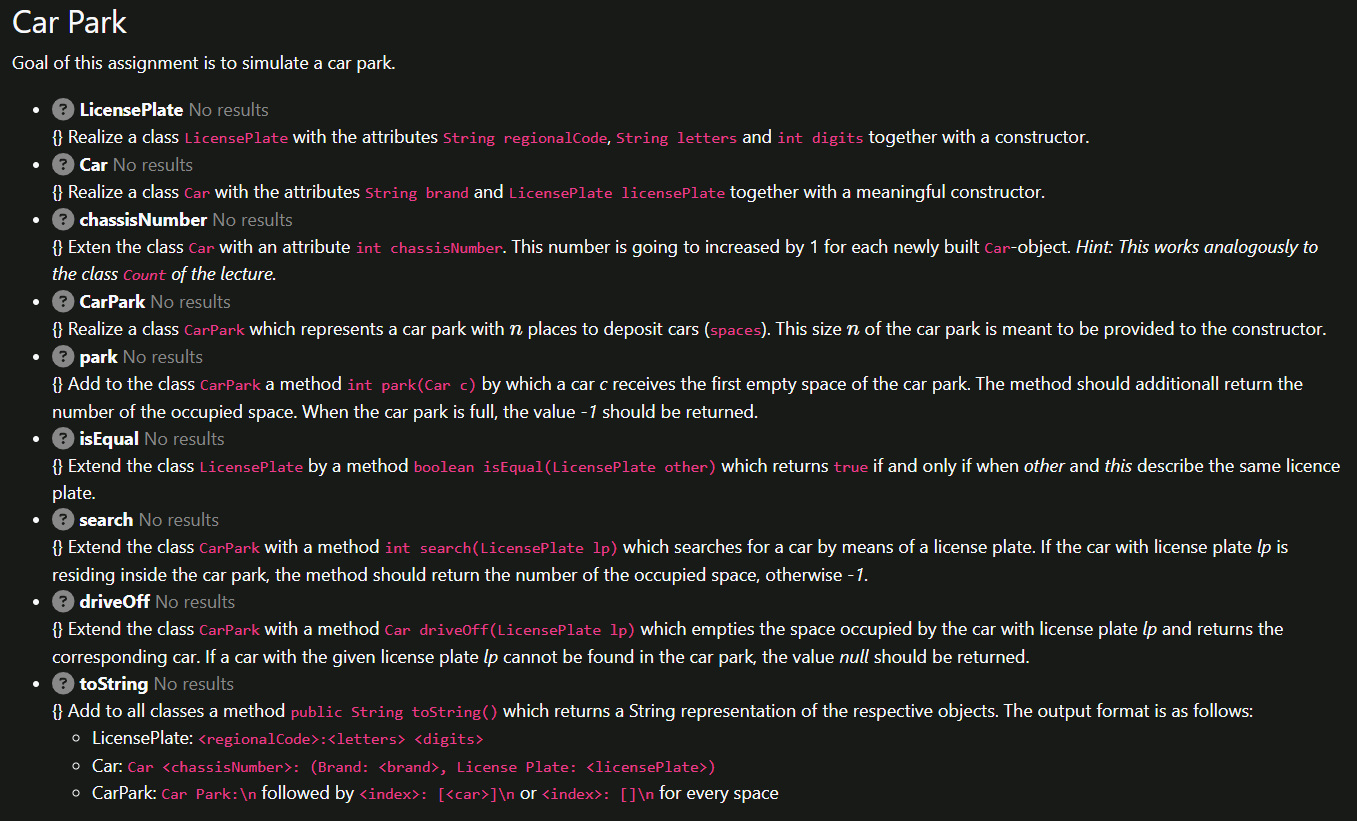 Car Park
Goal of this assignment is to simulate a car park.
? LicensePlate No results
{} Realize a class LicensePlate with the attributes String regionalCode, String letters and int digits together with a constructor.
? Car No results
{} Realize a class Car with the attributes String brand and LicensePlate licensePlate together with a meaningful constructor.
? chassisNumber No results
{} Exten the class Car with an attribute int chassisNumber. This number is going to increased by 1 for each newly built Car-object. Hint: This works analogously to
the class Count of the lecture.
? CarPark No results
{} Realize a class CarPark which represents a car park with n places to deposit cars (spaces). This size n of the car park is meant to be provided to the constructor.
? park No results
{} Add to the class CarPark a method int park(Car c) by which a car c receives the first empty space of the car park. The method should additionall return the
number of the occupied space. When the car park is full, the value -1 should be returned.
? isEqual No results
{} Extend the class LicensePlate by a method boolean isEqual(LicensePlate other) which returns true if and only if when other and this describe the same licence
plate.
? search No results
{} Extend the class CarPark with a method int search(LicensePlate lp) which searches for a car by means of a license plate. If the car with license plate lp is
residing inside the car park, the method should return the number of the occupied space, otherwise -1.
? driveOff No results
{} Extend the class CarPark with a method Car driveOff(LicensePlate lp) which empties the space occupied by the car with license plate lp and returns the
corresponding car. If a car with the given license plate lp cannot be found in the car park, the value null should be returned.
? toString No results
{} Add to all classes a method public String toString() which returns a String representation of the respective objects. The output format is as follows:
LicensePlate: <regionalCode>:<letters> <digits>
Car: Car <chassisNumber>: (Brand: <brand>, License Plate: <licensePlate>)
CarPark: Car Park:\n followed by <index>: [<car>]\n or <index>: []\n for every space